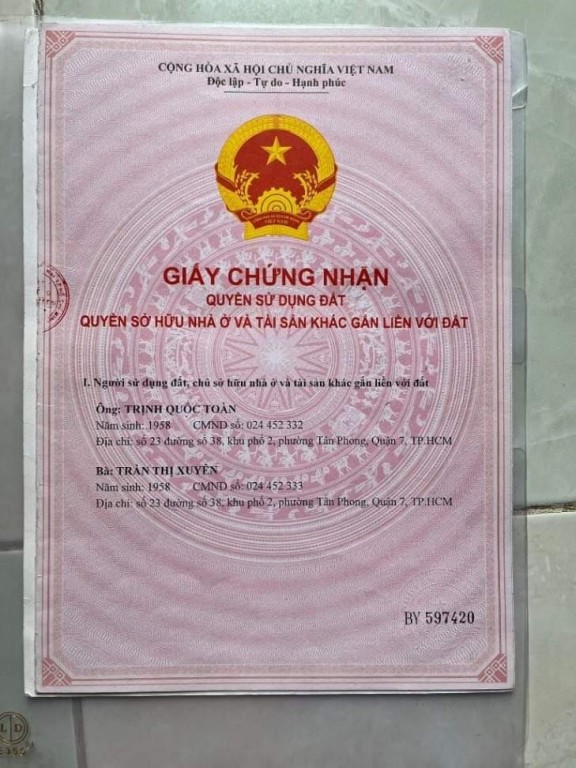 CỘNG HÒA XÃ HỘI CHỦ NGHĨA VIỆT NAM
Độc lập - Tự do - Hạnh phúc
VIỆT NAM
GIẤY CHỨNG NHẬN
QUYỀN SỬ DỤNG ĐẤT
QUYỀN SỞ HỮU NHÀ Ở VÀ TÀI SẢN KHÁC GẮN LIỀN VỚI ĐẤT
I. Người sử dụng đất, chủ sở hữu nhà ở và tài sản khác gắn liền với đất
Ông: TRỊNH QUỐC TOẢN
Năm sinh: 1958 CMND số: 024 452 332
Địa chỉ: số 23 đường số 38, khu phố 2, phường Tân Phong, Quận 7, TP.HCM
Bà: TRẦN THỊ XUYẾN
Năm sinh: 1958 CMND số: 024 452 333
Địa chỉ: số 23 đường số 38, khu phố 2, phường Tân Phong, Quận 7, TP.HCM
BY 597420